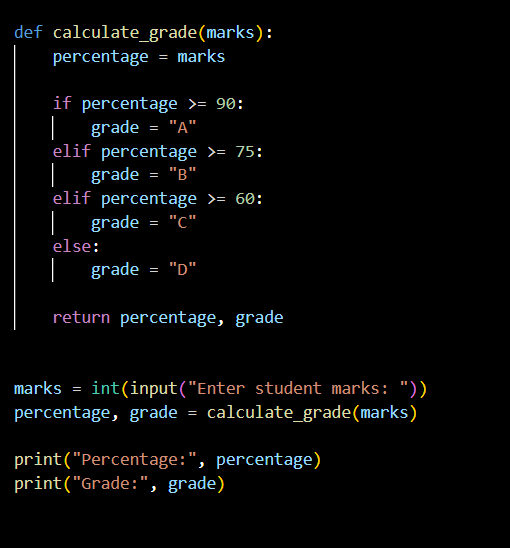 def calculate_grade(marks):
    percentage = marks

    if percentage >= 90:
        grade = "A"
    elif percentage >= 75:
        grade = "B"
    elif percentage >= 60:
        grade = "C"
    else:
        grade = "D"

    return percentage, grade


marks = int(input("Enter student marks: "))
percentage, grade = calculate_grade(marks)

print("Percentage:", percentage)
print("Grade:", grade)